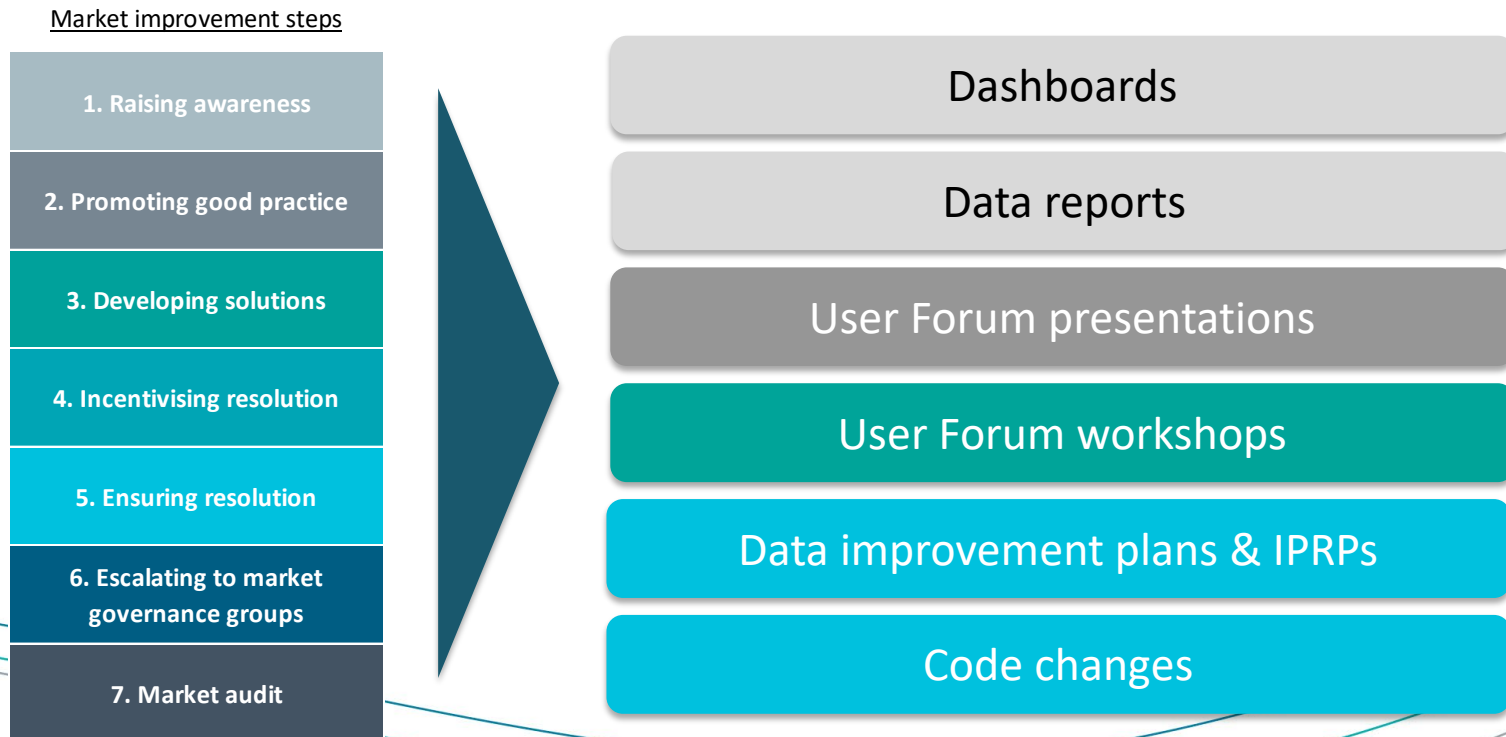 Market improvement steps
1. Raising awareness
2. Promoting good practice
3. Developing solutions
4. Incentivising resolution
5. Ensuring resolution
6. Escalating to market
governance groups
7. Market audit
Dashboards
Data reports
User Forum presentations
User Forum workshops
Data improvement plans & IPRPs
Code changes